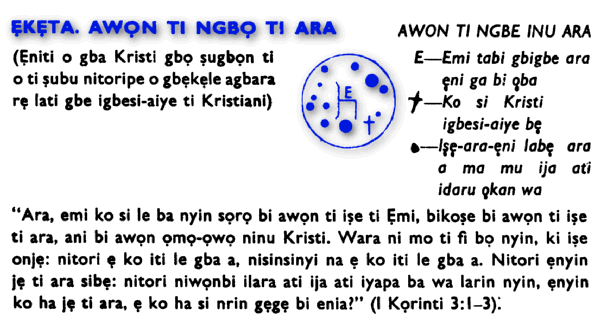 ẸKẸTA. AWỌN TI NGBỌ TI ARA
(Ẹniti o gba Kristi gbọ ṣugbọn ti
o ti ṣubu nitoripe o gbẹkẹle agbara
rẹ lati gbe igbesi-aiye ti Kristiani)
E
AWON TI NGBE INU ARA
E—Emi tabi gbigbe ara
ẹni ga bi ọba
†—Ko si Kristi
igbesi-aiye bẹ
●—Iṣẹ-ara-ẹni labẹ ara
a ma mu ija ati
idaru ọkan wa
“Ara, emi ko si le ba nyin sọrọ bi awọn ti iṣe ti Ẹmi, bikoṣe bi awọn ti iṣe
ti ara, ani bi awọn ọmọ-ọwọ ninu Kristi. Wara ni mo ti fi bọ nyin, ki iṣe
onjẹ: nitori ẹ ko iti le gba a, nisinsinyi na ẹ ko iti le gba a. Nitori ẹnyin
jẹ ti ara sibẹ: nitori niwọnbi ilara ati ija ati iyapa ba wa larin nyin, ẹnyin
ko ha jẹ ti ara, ẹ ko ha si nrin gẹgẹ bi enia?” (I Kọrinti 3:1–3).